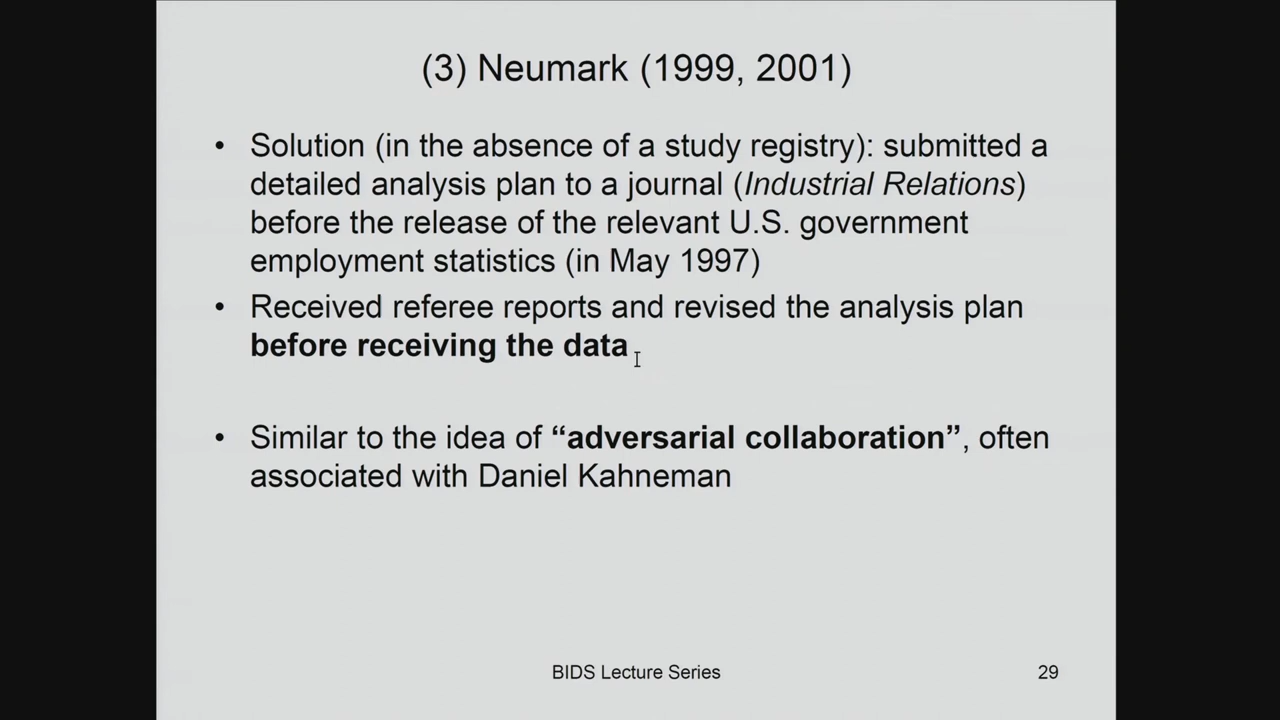 (3) Neumark (1999, 2001)
• Solution (in the absence of a study registry): submitted a
detailed analysis plan to a journal (Industrial Relations)
before the release of the relevant U.S. government
employment statistics (in May 1997)
• Received referee reports and revised the analysis plan
before receiving the data
• Similar to the idea of “adversarial collaboration”, often
associated with Daniel Kahneman
BIDS Lecture Series
29